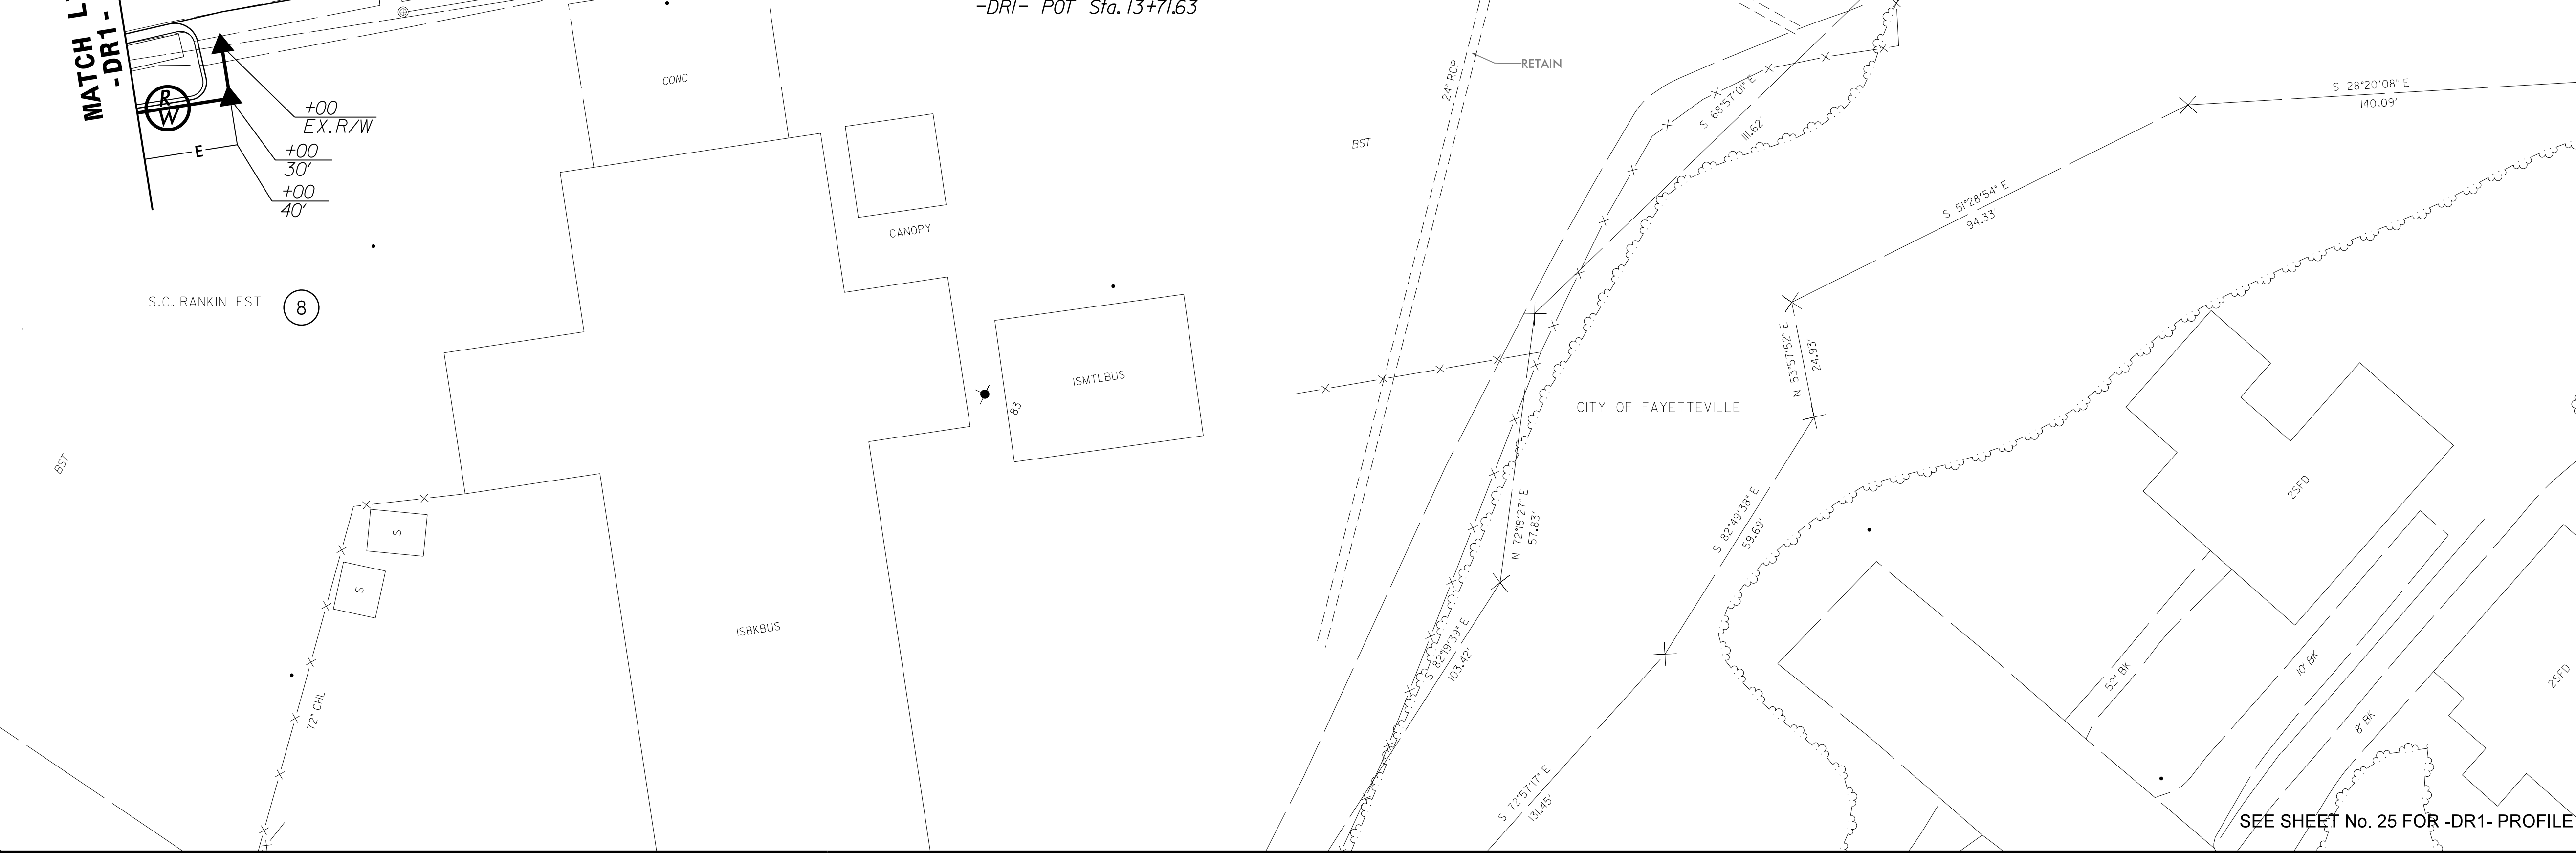 -DR1- POT Sta. 13+71.63
MATCH
-DR1-
R
W
+00
EX.R/W
E
+00
30'
+00
40'
CONC
CANOPY
24" RCP
RETAIN
BST
S 68°57'01" E
111.62'
S 28°20'08" E
140.09'
S 51°28'54" E
94.33'
S.C. RANKIN EST
8
ISMTLBUS
83
N 53°57'52" E
24.93'
CITY OF FAYETTEVILLE
BST
S
S
72" CHL
ISBKBUS
N 72°18'27" E
57.83'
S 82°49'38" E
59.69'
S 82°19'39" E
103.42'
S 72°57'17" E
131.45'
2SFD
52" BK
10' BK
8' BK
2SFD
SEE SHEET No. 25 FOR -DR1- PROFILE